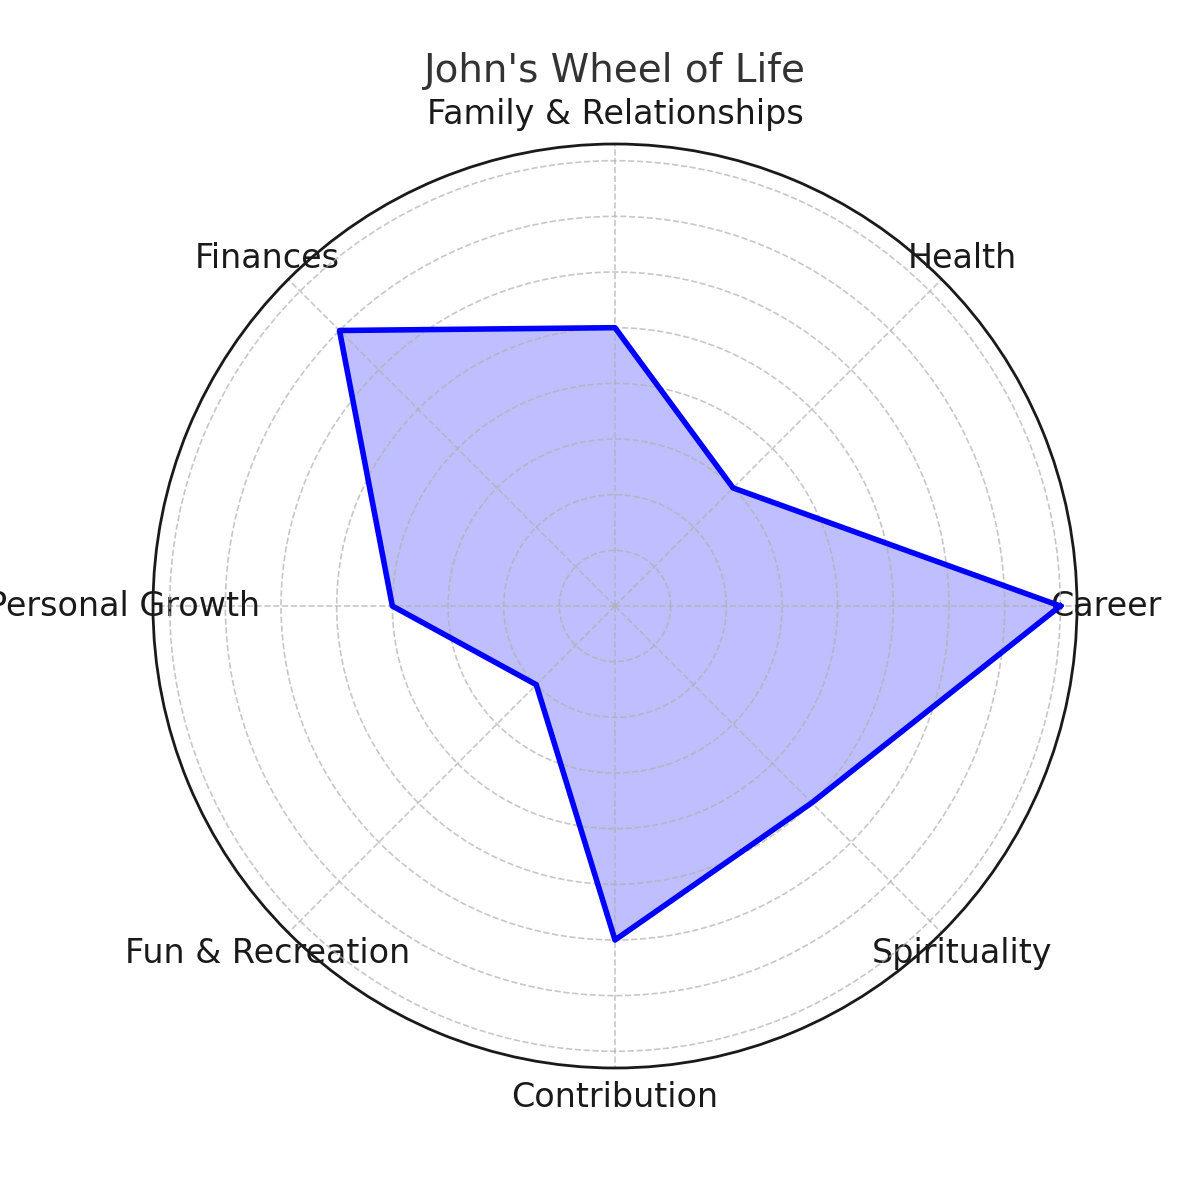 John's Wheel of Life
Family & Relationships
Finances
Health
Personal Growth
Career
Fun & Recreation
Spirituality
Contribution